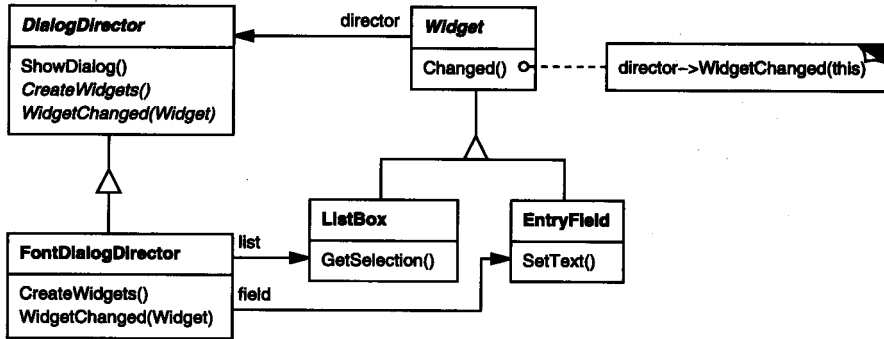 DialogDirector
ShowDialog()
CreateWidgets()
WidgetChanged(Widget)
director
Widget
Changed()
director–>WidgetChanged(this)
FontDialogDirector
CreateWidgets()
WidgetChanged(Widget)
list
field
ListBox
GetSelection()
EntryField
SetText()